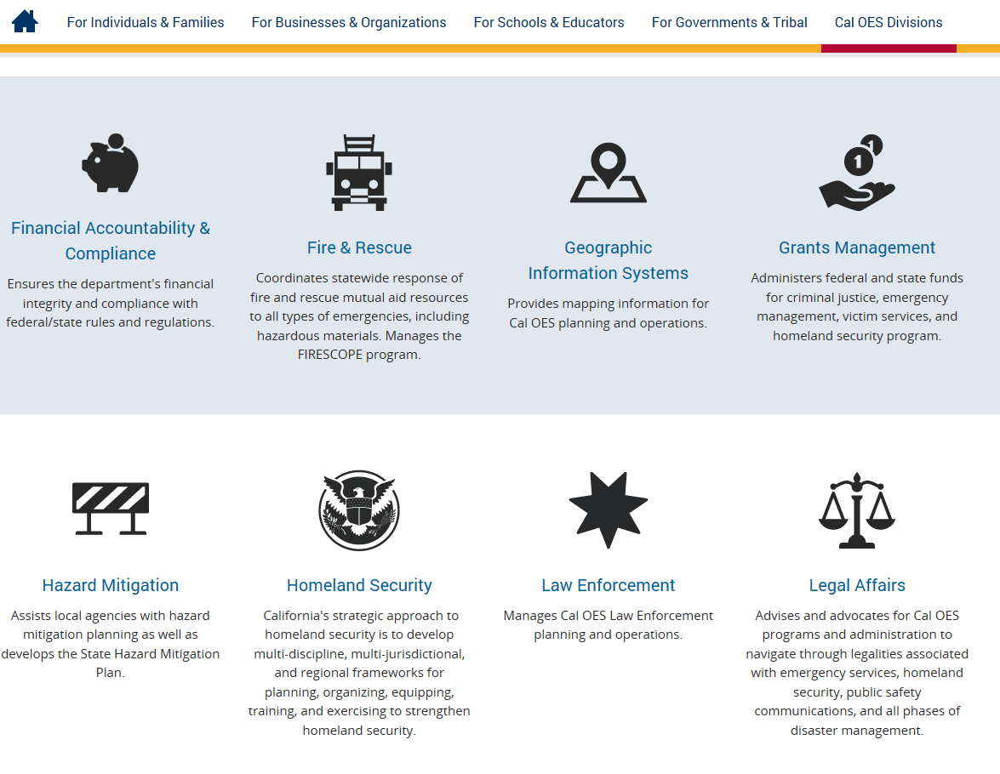 For Individuals & Families
For Businesses & Organizations
For Schools & Educators
For Governments & Tribal
Cal OES Divisions
1
1
Financial Accountability &
Compliance
Ensures the department's financial
integrity and compliance with
federal/state rules and regulations.
Fire & Rescue
Coordinates statewide response of
fire and rescue mutual aid resources
to all types of emergencies, including
hazardous materials. Manages the
FIRESCOPE program.
Geographic
Information Systems
Provides mapping information for
Cal OES planning and operations.
Grants Management
Administers federal and state funds
for criminal justice, emergency
management, victim services, and
homeland security program.
Hazard Mitigation
Assists local agencies with hazard
mitigation planning as well as
develops the State Hazard Mitigation
Plan.
Homeland Security
California's strategic approach to
homeland security is to develop
multi-discipline, multi-jurisdictional,
and regional frameworks for
planning, organizing, equipping,
training, and exercising to strengthen
homeland security.
Law Enforcement
Manages Cal OES Law Enforcement
planning and operations.
Legal Affairs
Advises and advocates for Cal OES
programs and administration to
navigate through legalities associated
with emergency services, homeland
security, public safety
communications, and all phases of
disaster management.